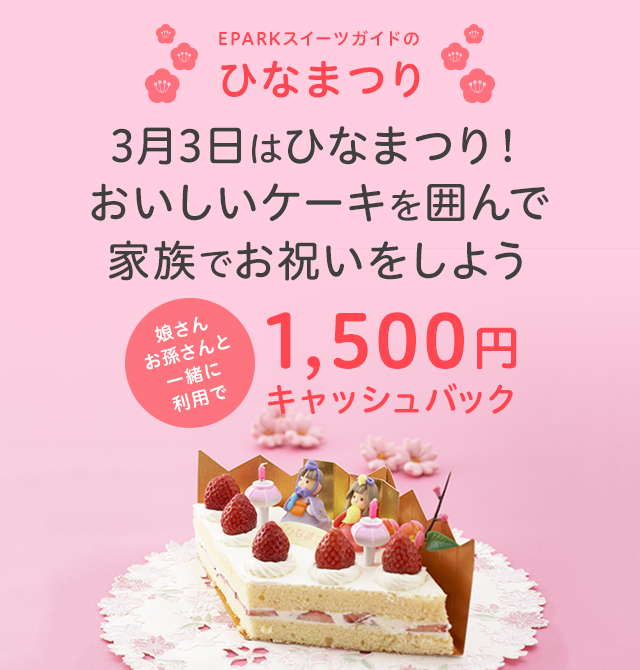 EPARKスイーツガイドの
ひなまつり
3月3日はひなまつり！
おいしいケーキを囲んで
家族でお祝いをしよう
娘さん
お孫さんと
一緒に
利用で
1,500円
キャッシュバック